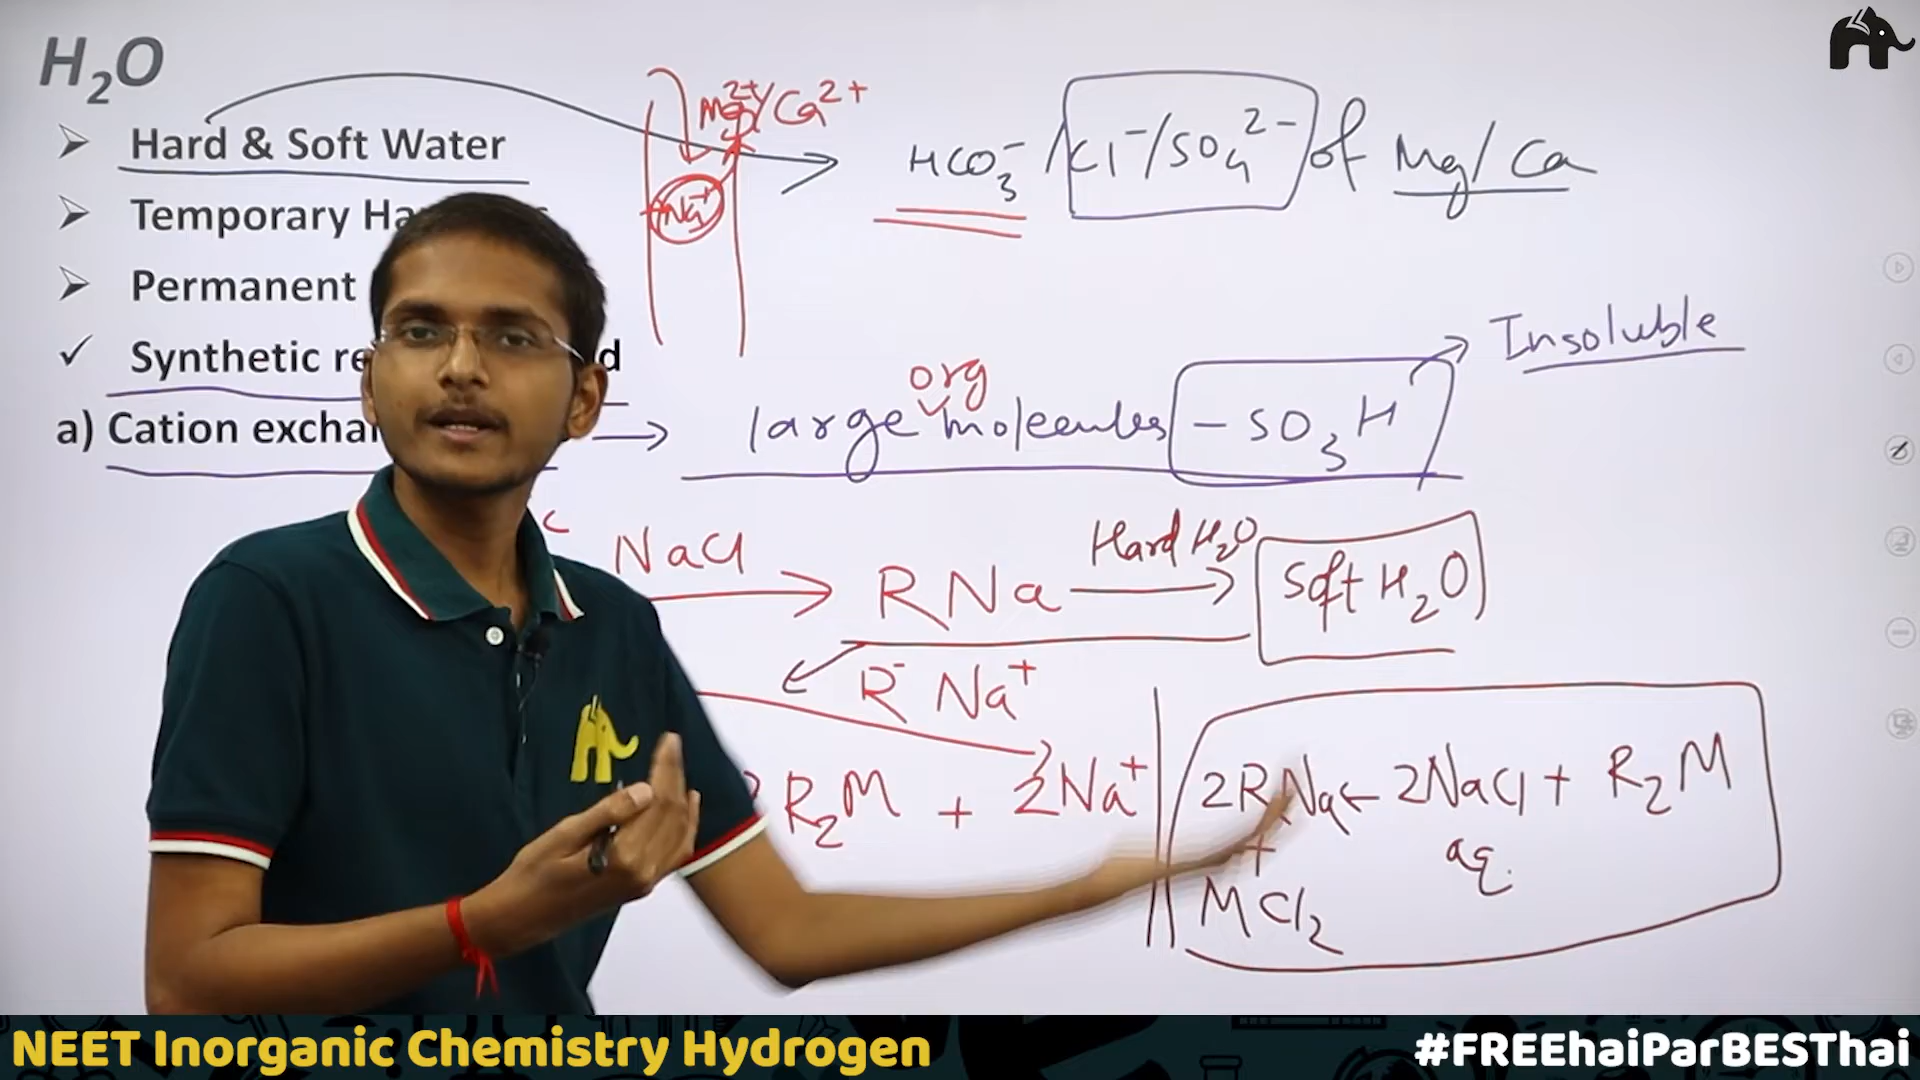 H₂O
Mg²⁺/Ca²⁺
Na⁺
➢ Hard & Soft Water
HCO₃⁻ / Cl⁻/SO₄²⁻ of Mg/Ca
➢ Temporary Ha
➢ Permanent
Insoluble
✓ Synthetic re d
org
a) Cation exchan → large molecules - SO₃H
NaCl → RNa Hard H₂O → Soft H₂O
R⁻ Na⁺
R₂M + 2Na⁺
2RNa ← 2NaCl + R₂M
+ aq.
MCl₂
NEET Inorganic Chemistry Hydrogen
#FREEhaiParBESThai